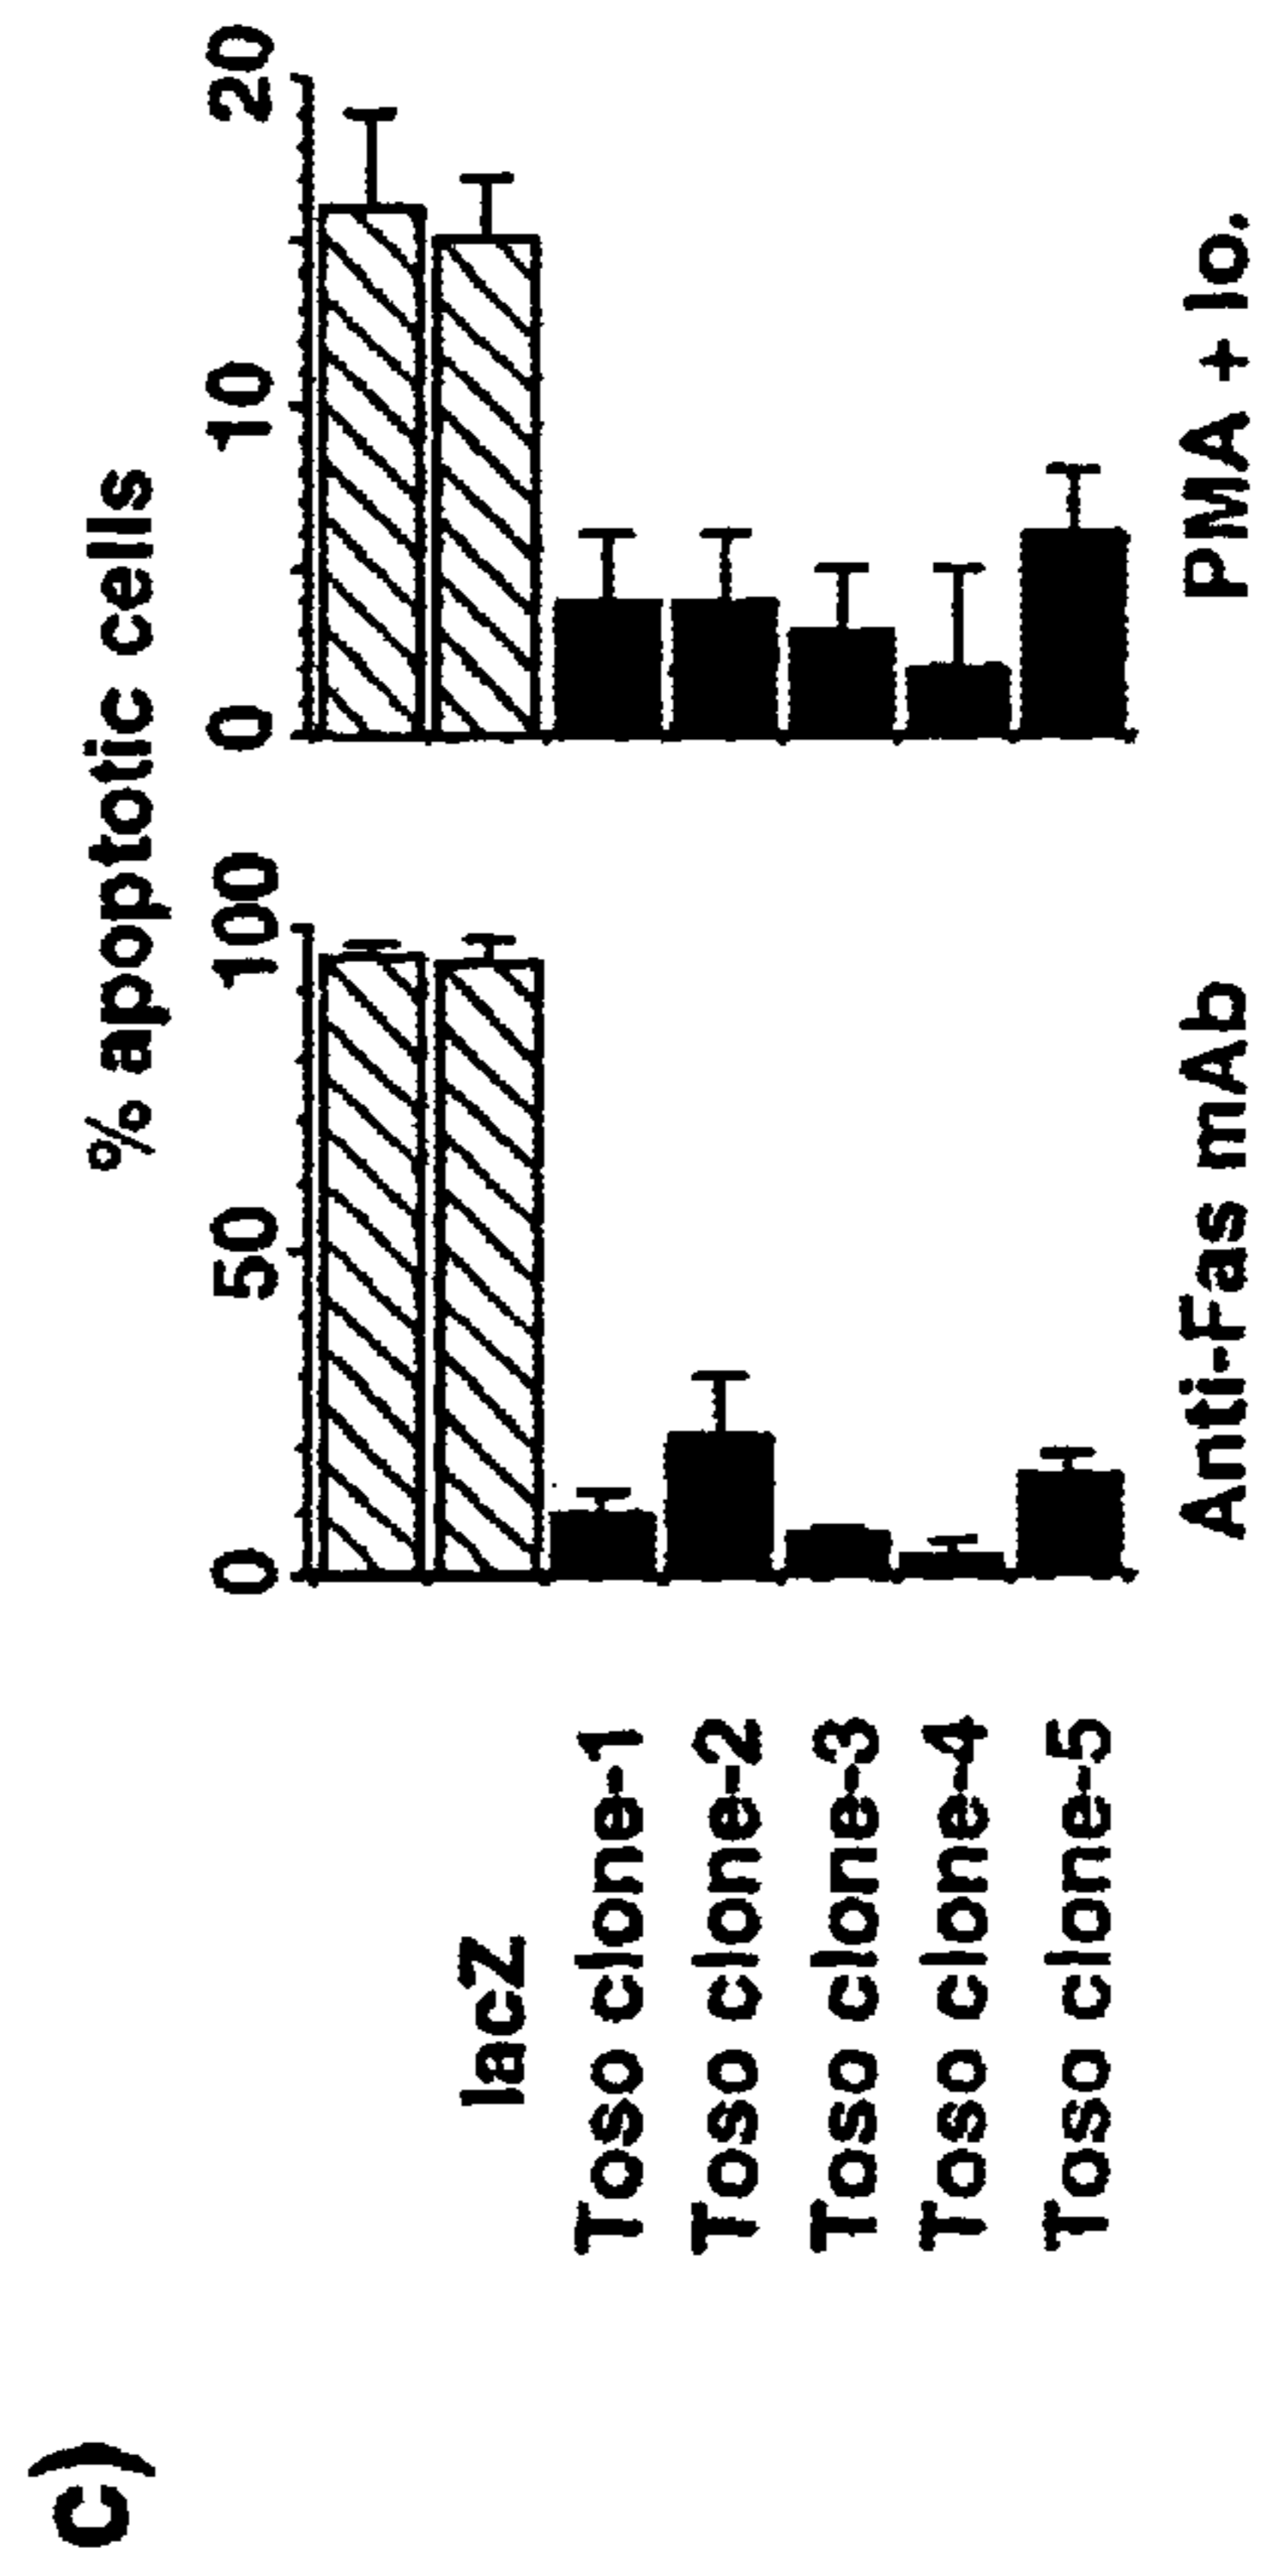 c)
% apoptotic cells
0 50 100 0 10 20
lacZ
Toso clone-1
Toso clone-2
Toso clone-3
Toso clone-4
Toso clone-5
Anti-Fas mAb PMA + Io.